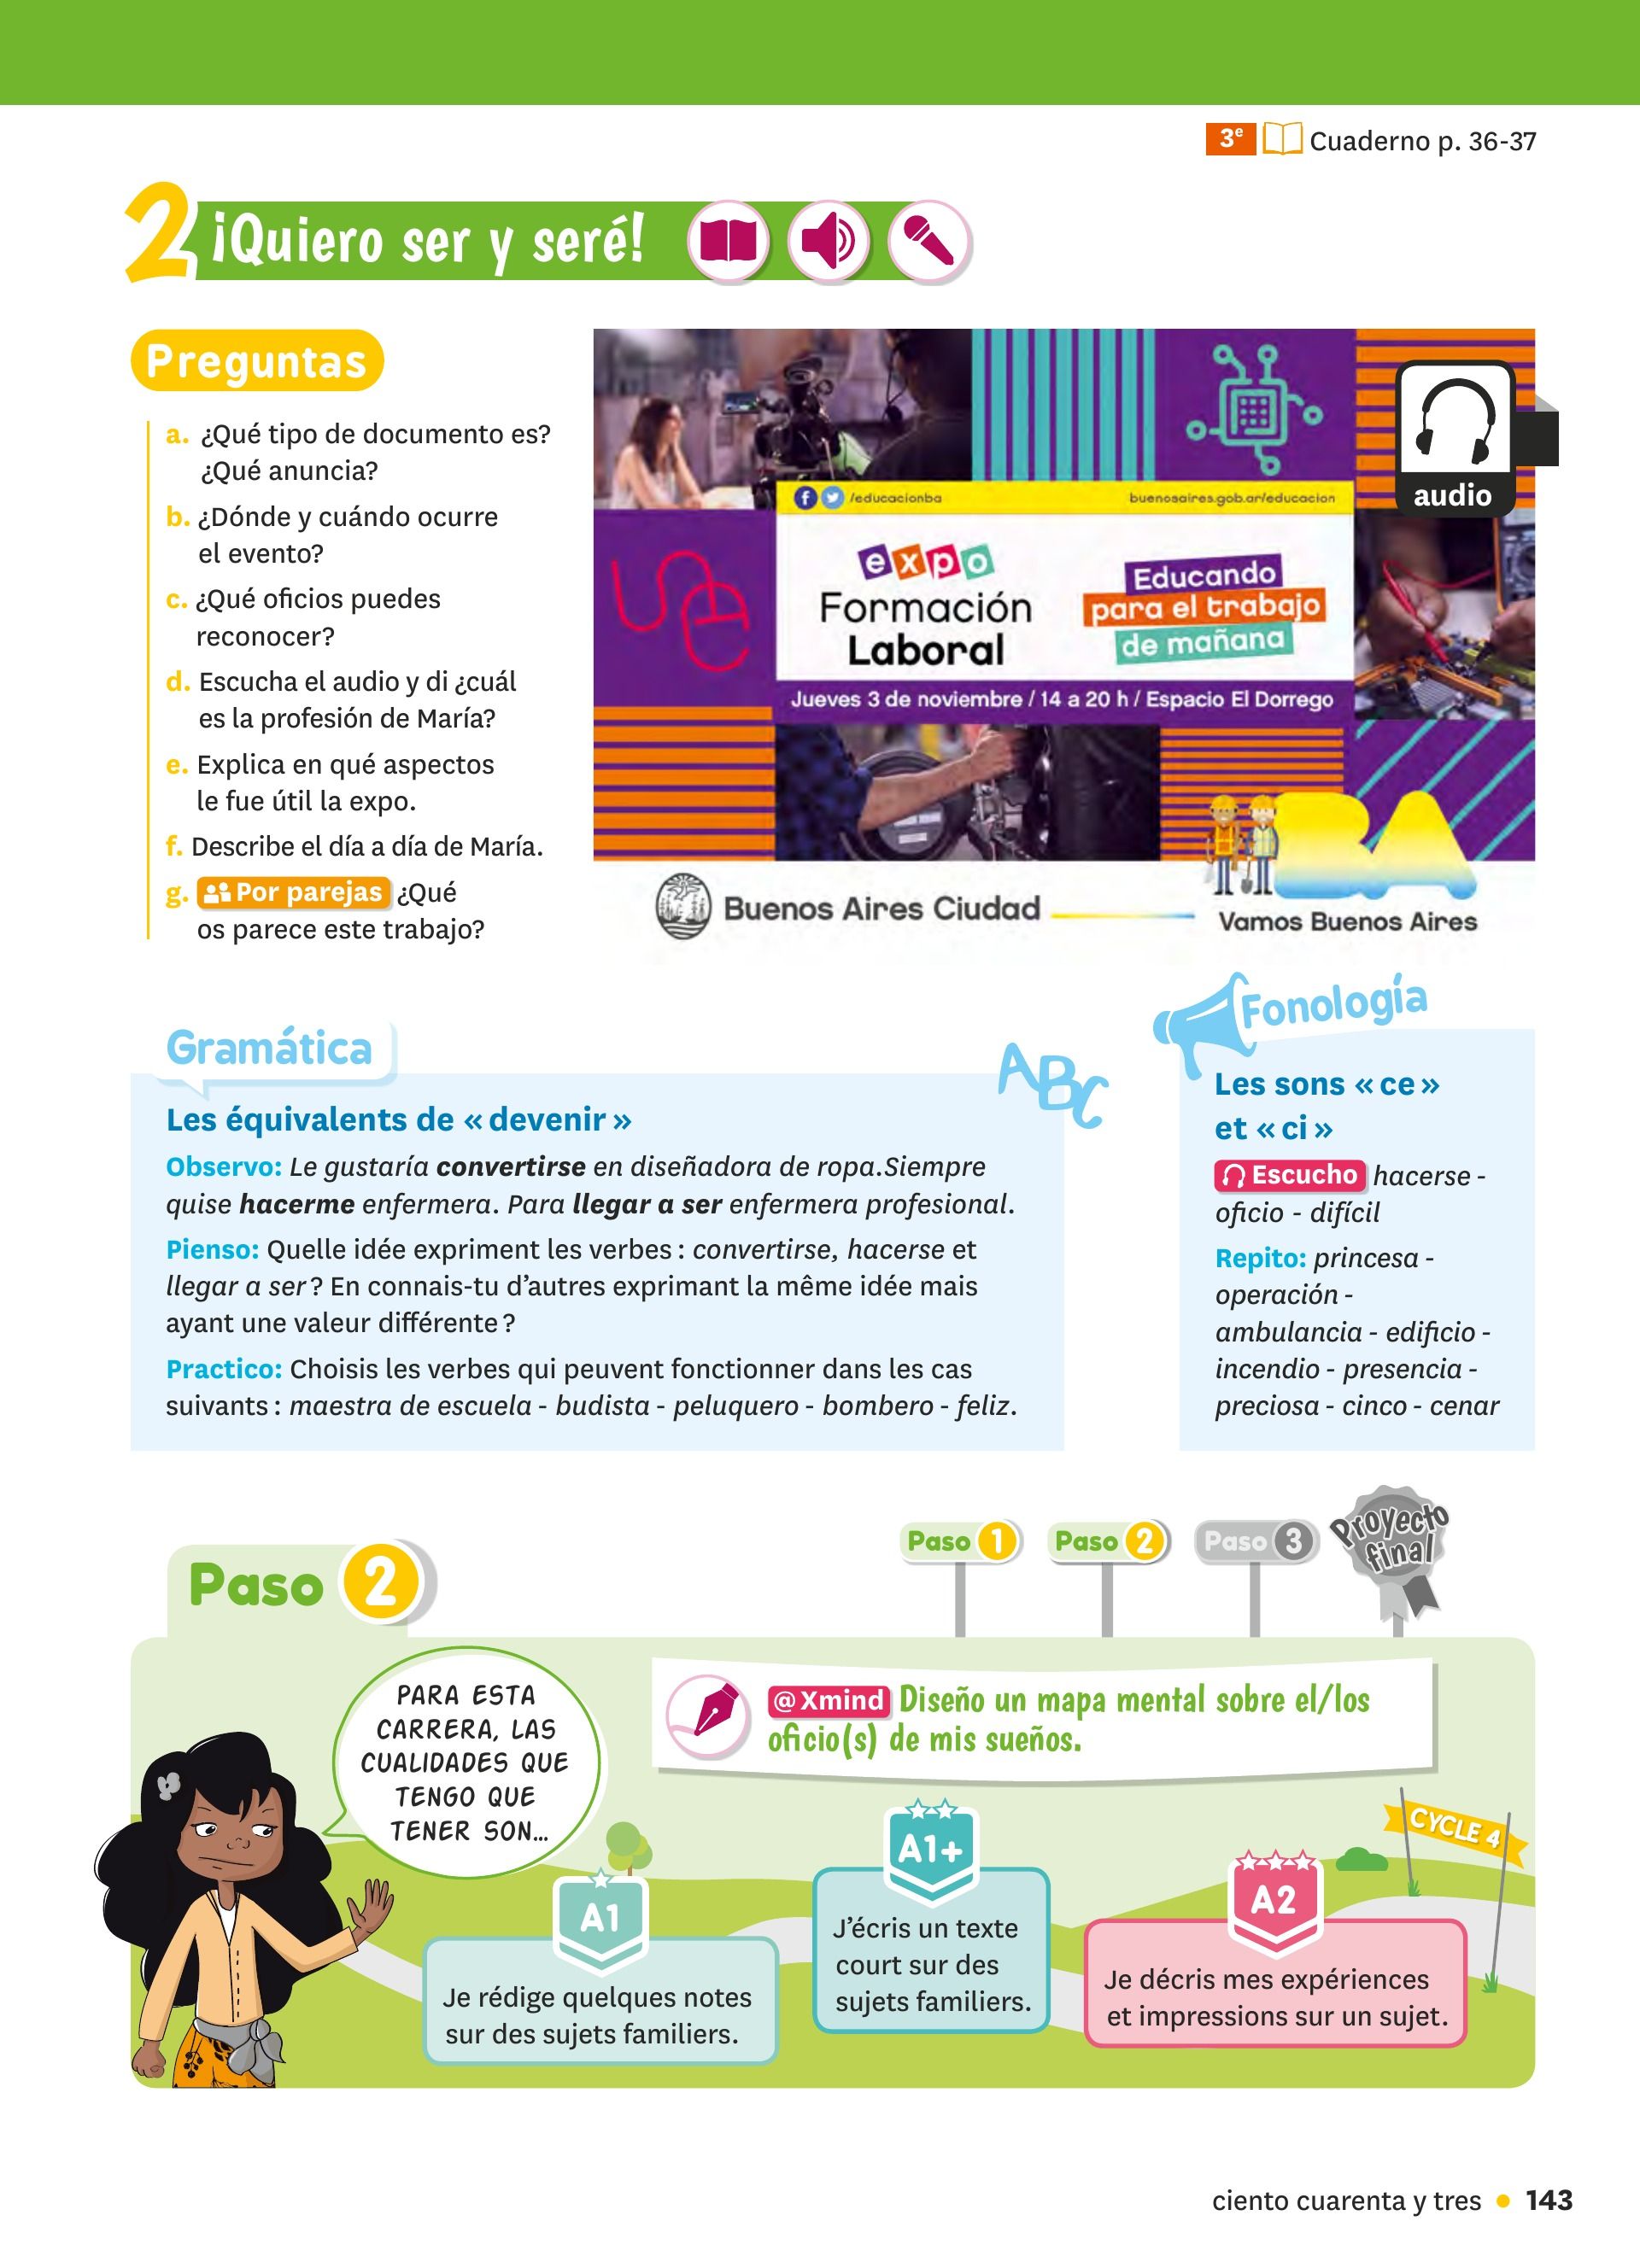 3e Cuaderno p. 36-37
2 ¡Quiero ser y seré!
Preguntas
a. ¿Qué tipo de documento es?
¿Qué anuncia?
b. ¿Dónde y cuándo ocurre
el evento?
c. ¿Qué oficios puedes
reconocer?
d. Escucha el audio y di ¿cuál
es la profesión de María?
e. Explica en qué aspectos
le fue útil la expo.
f. Describe el día a día de María.
g. Por parejas ¿Qué
os parece este trabajo?
audio
/educacionba buenosaires.gob.ar/educacion
expo
Formación
Laboral
Educando
para el trabajo
de mañana
Jueves 3 de noviembre / 14 a 20 h / Espacio El Dorrego
BA
Buenos Aires Ciudad
Vamos Buenos Aires
Gramática
ABC
Les équivalents de « devenir »
Observo: Le gustaría convertirse en diseñadora de ropa.Siempre
quise hacerme enfermera. Para llegar a ser enfermera profesional.
Pienso: Quelle idée expriment les verbes : convertirse, hacerse et
llegar a ser ? En connais-tu d’autres exprimant la même idée mais
ayant une valeur différente ?
Practico: Choisis les verbes qui peuvent fonctionner dans les cas
suivants : maestra de escuela - budista - peluquero - bombero - feliz.
Fonología
Les sons « ce »
et « ci »
Escucho hacerse -
oficio - difícil
Repito: princesa -
operación -
ambulancia - edificio -
incendio - presencia -
preciosa - cinco - cenar
Paso 1
Paso 2
Paso 3
Proyecto
final
Paso 2
PARA ESTA
CARRERA, LAS
CUALIDADES QUE
TENGO QUE
TENER SON...
@ Xmind Diseño un mapa mental sobre el/los
oficio(s) de mis sueños.
CYCLE 4
A1
Je rédige quelques notes
sur des sujets familiers.
A1+
J’écris un texte
court sur des
sujets familiers.
A2
Je décris mes expériences
et impressions sur un sujet.
ciento cuarenta y tres • 143